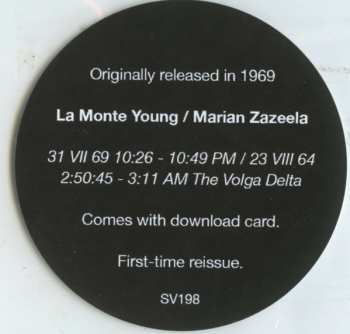 Originally released in 1969
La Monte Young / Marian Zazeela
31 VII 69 10:26 - 10:49 PM / 23 VIII 64
2:50:45 - 3:11 AM The Volga Delta
Comes with download card.
First-time reissue.
SV198